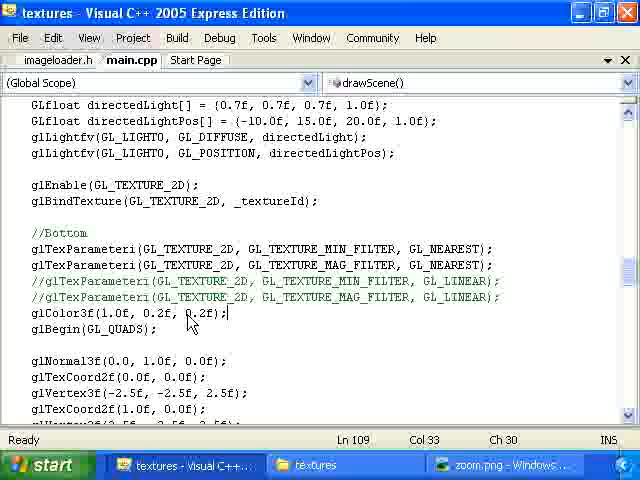 textures - Visual C++ 2005 Express Edition
File Edit View Project Build Debug Tools Window Community Help
imageloader.h main.cpp Start Page
(Global Scope) drawScene()
GLfloat directedLight[] = {0.7f, 0.7f, 0.7f, 1.0f};
GLfloat directedLightPos[] = {-10.0f, 15.0f, 20.0f, 1.0f};
glLightfv(GL_LIGHT0, GL_DIFFUSE, directedLight);
glLightfv(GL_LIGHT0, GL_POSITION, directedLightPos);
glEnable(GL_TEXTURE_2D);
glBindTexture(GL_TEXTURE_2D, _textureId);
//Bottom
glTexParameteri(GL_TEXTURE_2D, GL_TEXTURE_MIN_FILTER, GL_NEAREST);
glTexParameteri(GL_TEXTURE_2D, GL_TEXTURE_MAG_FILTER, GL_NEAREST);
//glTexParameteri(GL_TEXTURE_2D, GL_TEXTURE_MIN_FILTER, GL_LINEAR);
//glTexParameteri(GL_TEXTURE_2D, GL_TEXTURE_MAG_FILTER, GL_LINEAR);
glColor3f(1.0f, 0.2f, 0.2f);
glBegin(GL_QUADS);
glNormal3f(0.0, 1.0f, 0.0f);
glTexCoord2f(0.0f, 0.0f);
glVertex3f(-2.5f, -2.5f, 2.5f);
glTexCoord2f(1.0f, 0.0f);
Ready Ln 109 Col 33 Ch 30 INS
start textures - Visual C++... textures zoom.png - Windows ...